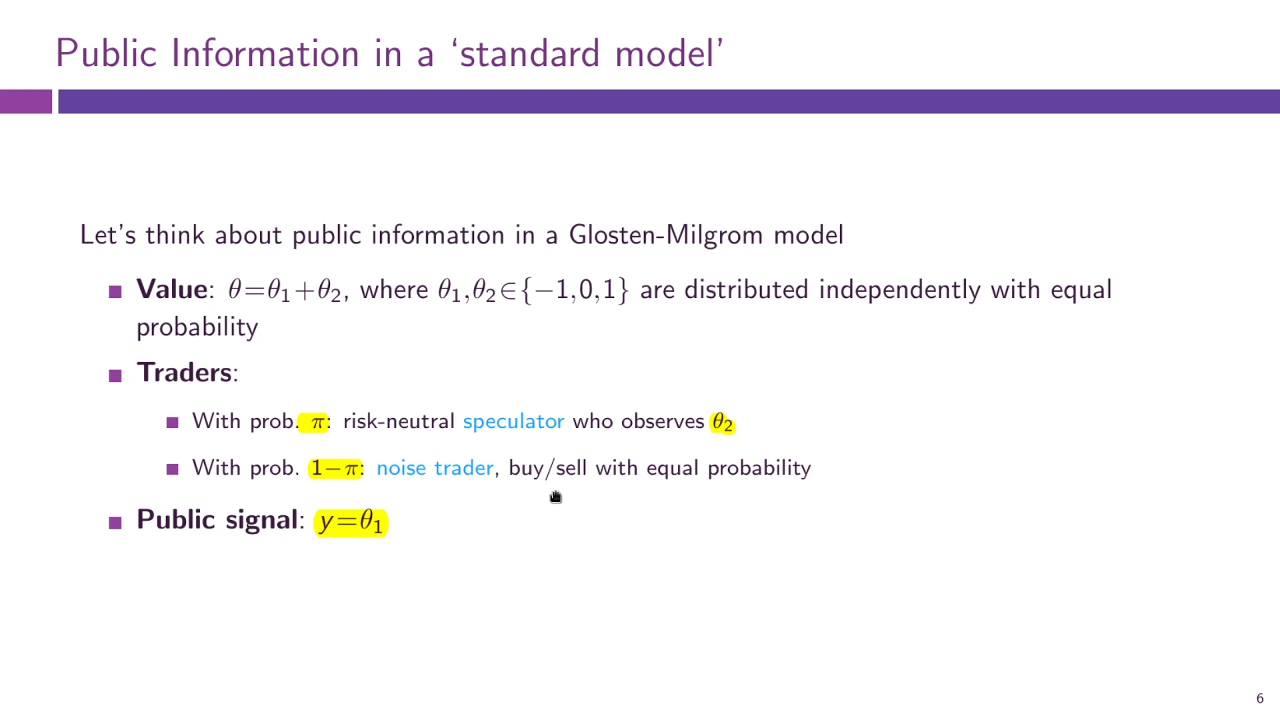 Public Information in a ‘standard model’
Let’s think about public information in a Glosten-Milgrom model
Value: θ=θ₁+θ₂, where θ₁,θ₂∈{−1,0,1} are distributed independently with equal
probability
Traders:
With prob. π: risk-neutral speculator who observes θ₂
With prob. 1−π: noise trader, buy/sell with equal probability
Public signal: y=θ₁
6